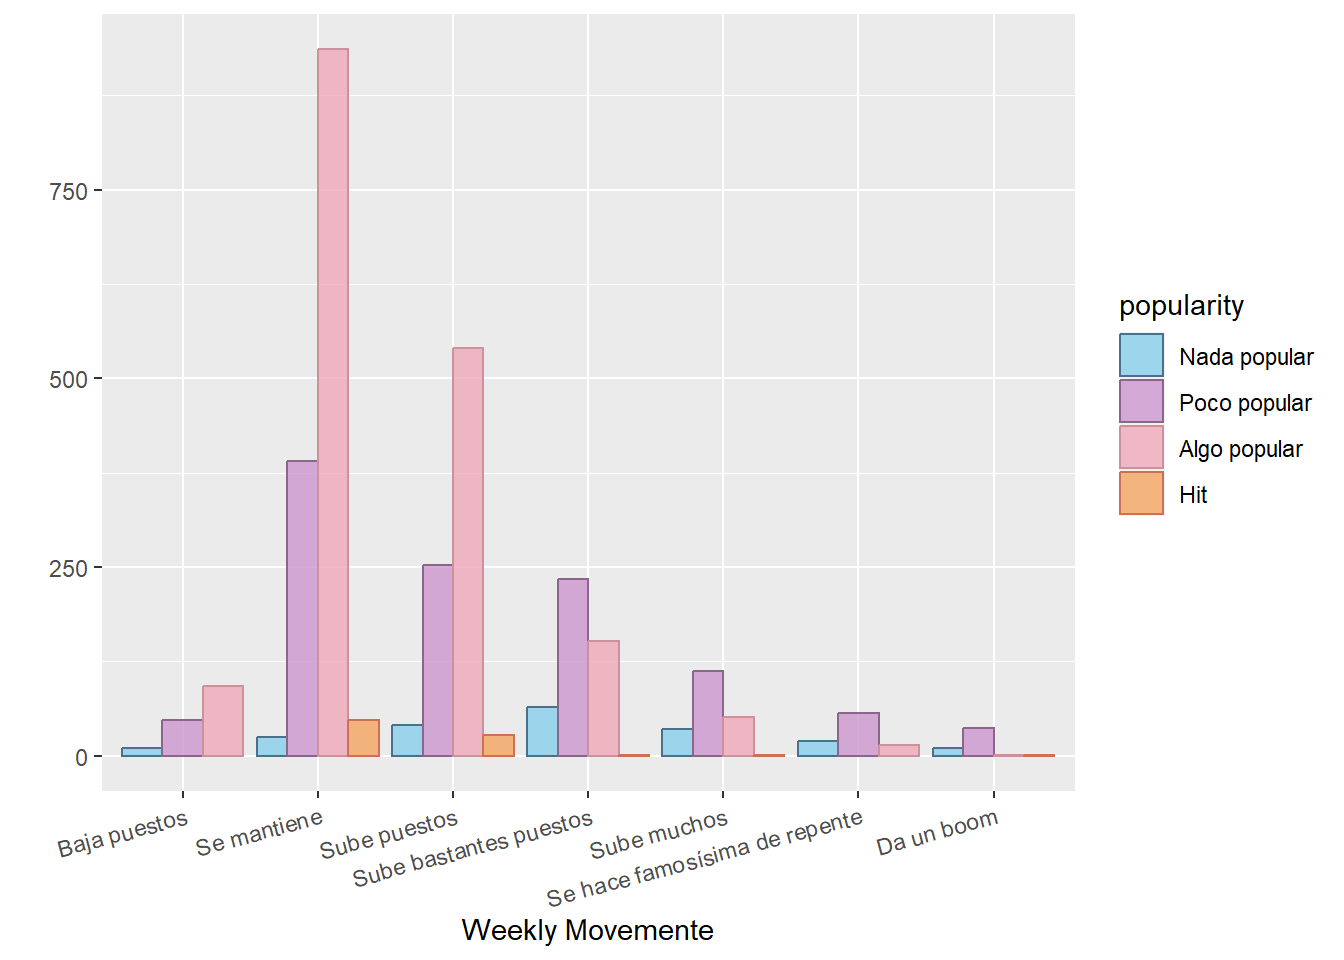 750
500
250
0
Baja puestos
Se mantiene
Sube puestos
Sube bastantes puestos
Sube muchos
Se hace famosísima de repente
Da un boom
Weekly Movemente
popularity
Nada popular
Poco popular
Algo popular
Hit